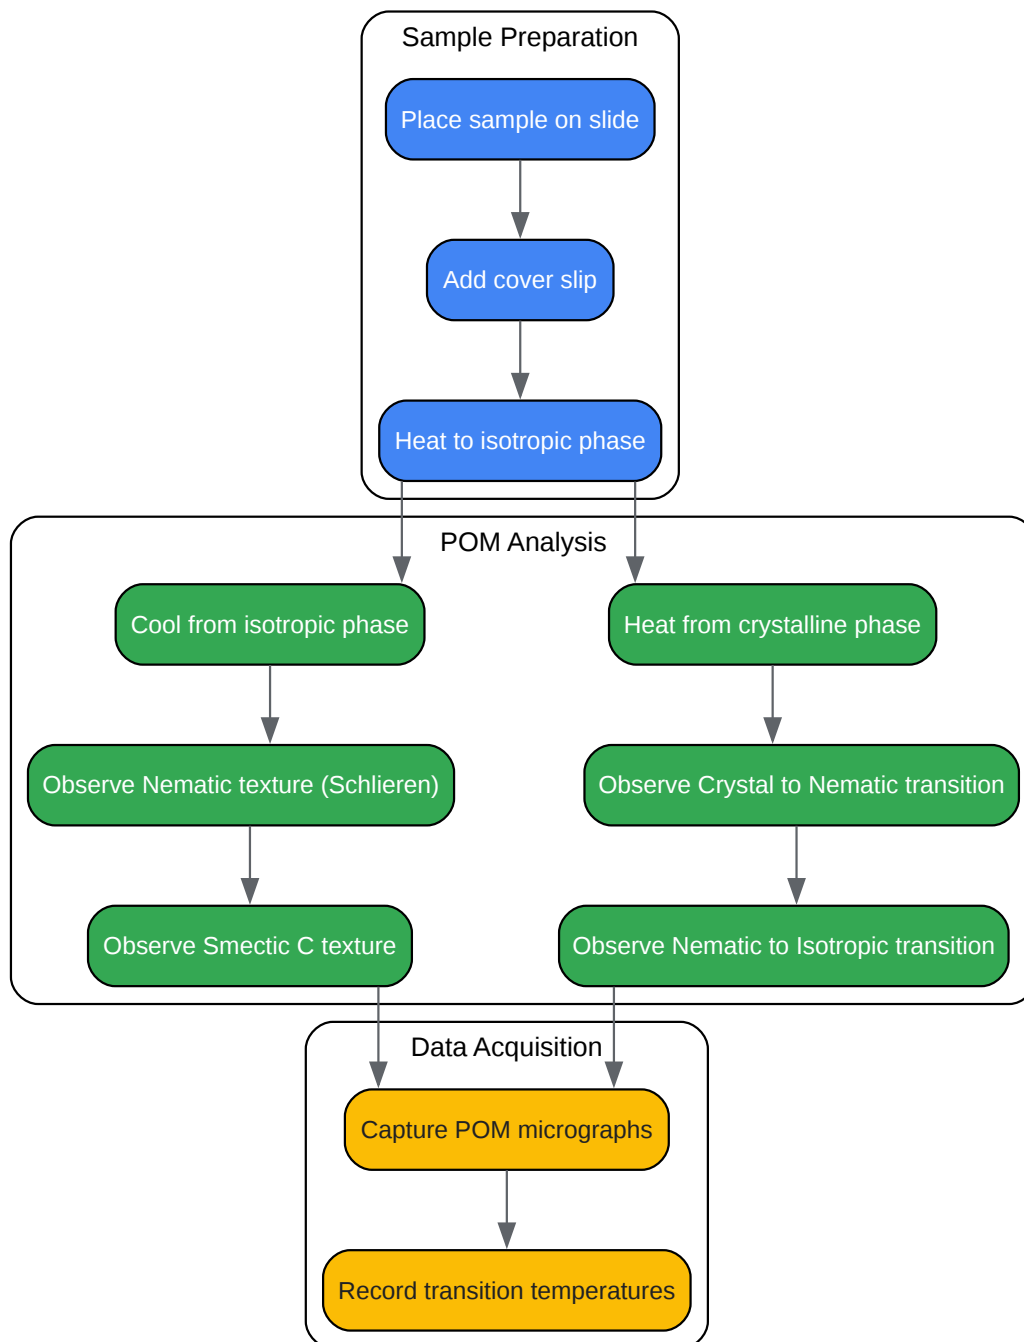 Sample Preparation
Place sample on slide
Add cover slip
Heat to isotropic phase
POM Analysis
Cool from isotropic phase
Heat from crystalline phase
Observe Nematic texture (Schlieren)
Observe Crystal to Nematic transition
Observe Smectic C texture
Observe Nematic to Isotropic transition
Data Acquisition
Capture POM micrographs
Record transition temperatures